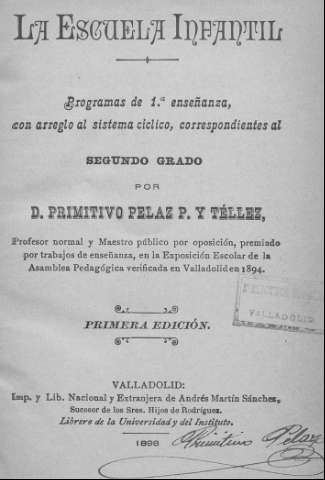 LA ESCUELA INFANTIL
Programas de 1.ª enseñanza,
con arreglo al sistema cíclico, correspondientes al
SEGUNDO GRADO
POR
D. PRIMITIVO PELAZ P. Y TÉLLEZ,
Profesor normal y Maestro público por oposición, premiado
por trabajos de enseñanza, en la Exposición Escolar de la
Asamblea Pedagógica verificada en Valladolid en 1894.
PRIMERA EDICIÓN.
VALLADOLID
VALLADOLID:
Imp. y Lib. Nacional y Extranjera de Andrés Martín Sánchez,
Sucesor de los Sres. Hijos de Rodríguez.
Librero de la Universidad y del Instituto.
Primitivo Pelaz